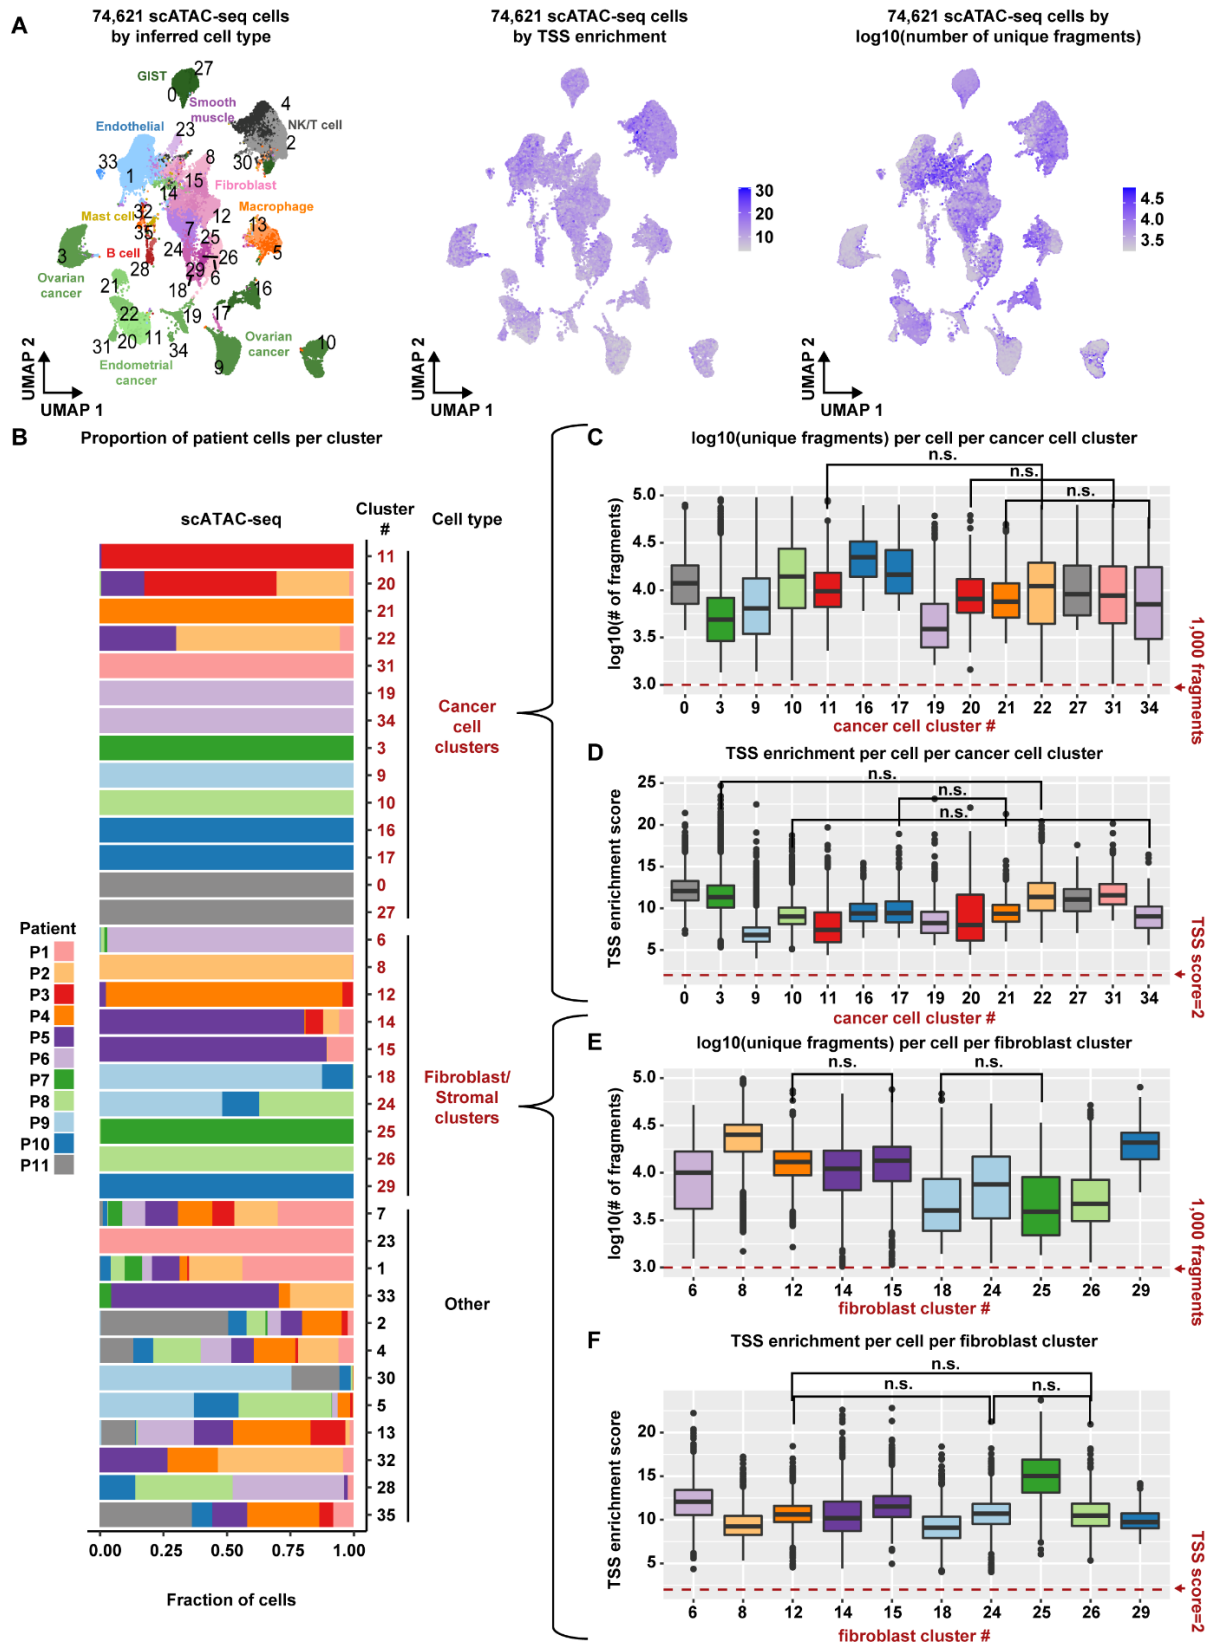 A
74,621 scATAC-seq cells
by inferred cell type
74,621 scATAC-seq cells
by TSS enrichment
74,621 scATAC-seq cells by
log10(number of unique fragments)
GIST
27
0
Smooth
muscle
4
NK/T cell
Endothelial
23
2
33
1
8
30
15
Fibroblast
14
Mast cell
32
12
Macrophage
13
35
7
25
3
B cell
24
26
5
28
29
6
Ovarian
cancer
21
18
16
22
19
17
31
20
11
34
Ovarian
cancer
10
9
Endometrial
cancer
UMAP 2
UMAP 1
UMAP 2
UMAP 1
30
20
10
UMAP 2
UMAP 1
4.5
4.0
3.5
B
Proportion of patient cells per cluster
scATAC-seq
Cluster
#
Cell type
11
20
21
22
31
19
34
3
9
10
16
17
0
27
6
8
12
14
15
18
24
25
26
29
7
23
1
33
2
4
30
5
13
32
28
35
Cancer
cell
clusters
Fibroblast/
Stromal
clusters
Other
Patient
P1
P2
P3
P4
P5
P6
P7
P8
P9
P10
P11
0.00 0.25 0.50 0.75 1.00
Fraction of cells
C
log10(unique fragments) per cell per cancer cell cluster
n.s.
n.s.
n.s.
log10(# of fragments)
5.0
4.5
4.0
3.5
3.0
0 3 9 10 11 16 17 19 20 21 22 27 31 34
cancer cell cluster #
1,000 fragments
D
TSS enrichment per cell per cancer cell cluster
n.s.
n.s.
n.s.
TSS enrichment score
25
20
15
10
5
0 3 9 10 11 16 17 19 20 21 22 27 31 34
cancer cell cluster #
TSS score=2
E
log10(unique fragments) per cell per fibroblast cluster
n.s.
n.s.
log10(# of fragments)
5.0
4.5
4.0
3.5
3.0
6 8 12 14 15 18 24 25 26 29
fibroblast cluster #
1,000 fragments
F
TSS enrichment per cell per fibroblast cluster
n.s.
n.s.
n.s.
TSS enrichment score
20
15
10
5
6 8 12 14 15 18 24 25 26 29
fibroblast cluster #
TSS score=2